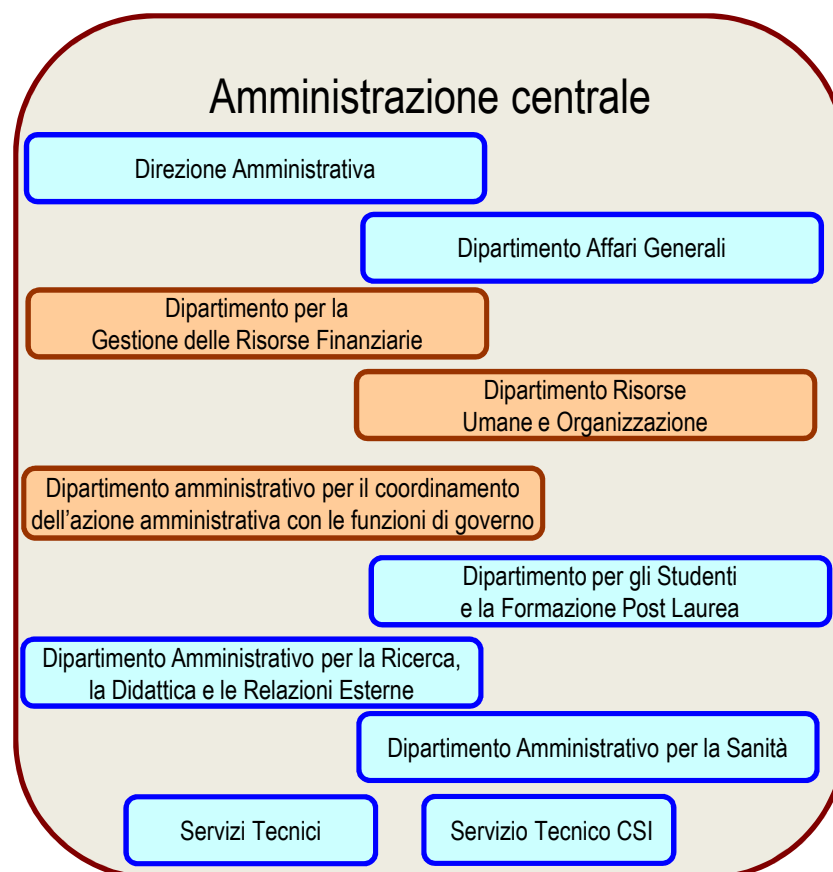 Amministrazione centrale
Direzione Amministrativa
Dipartimento Affari Generali
Dipartimento per la
Gestione delle Risorse Finanziarie
Dipartimento Risorse
Umane e Organizzazione
Dipartimento amministrativo per il coordinamento
dell’azione amministrativa con le funzioni di governo
Dipartimento per gli Studenti
e la Formazione Post Laurea
Dipartimento Amministrativo per la Ricerca,
la Didattica e le Relazioni Esterne
Dipartimento Amministrativo per la Sanità
Servizi Tecnici
Servizio Tecnico CSI